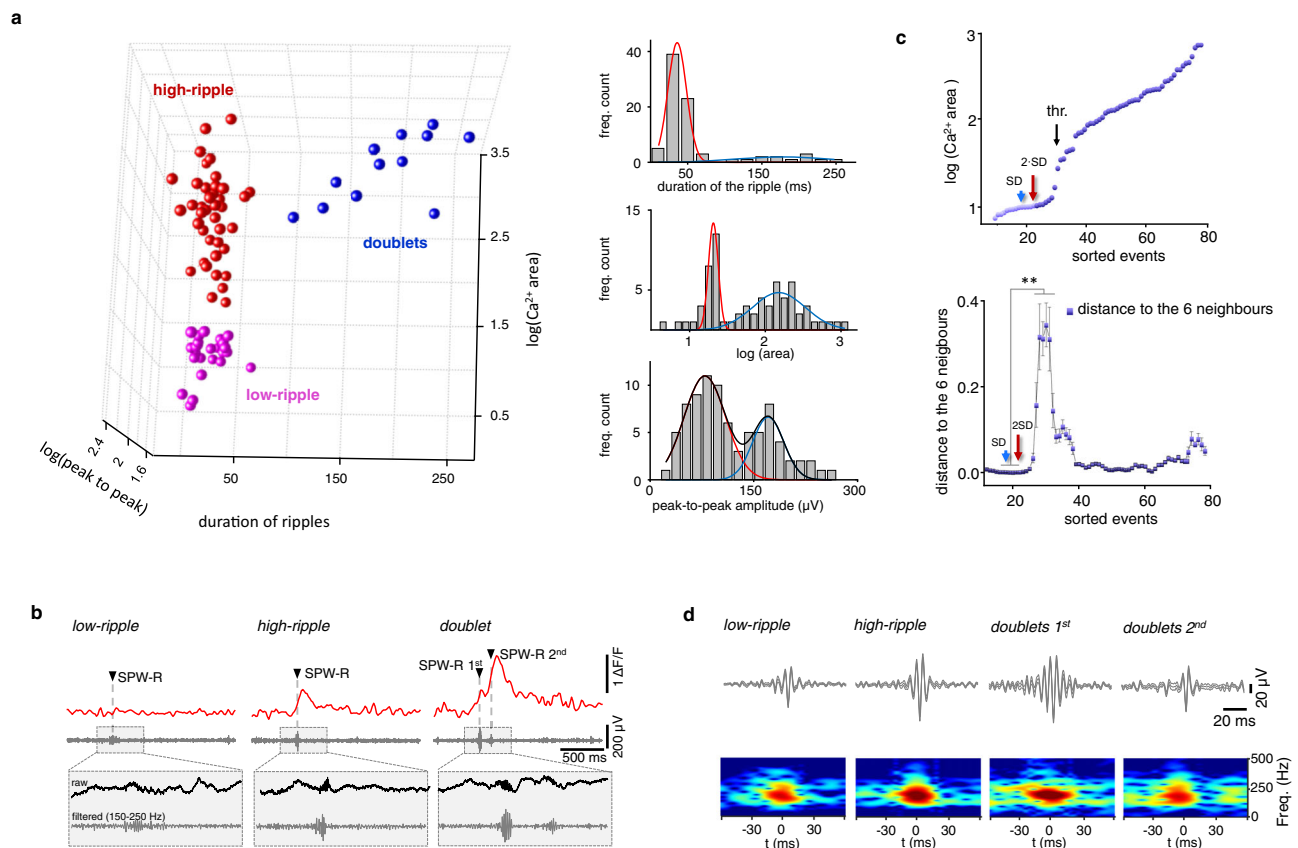 a
high-ripple
doublets
low-ripple
3.5
2.5
1.5
0.5
log(Ca2+ area)
2.4
2
1.6
log(peak to peak)
50
150
250
duration of ripples
40
20
0
freq. count
50
150
250
duration of the ripple (ms)
15
10
5
freq. count
1
2
3
log (area)
10
5
0
freq. count
0
150
300
peak-to-peak amplitude (µV)
c
3
2
1
log (Ca2+ area)
thr.
2·SD
SD
20
40
60
80
sorted events
**
distance to the 6 neighbours
0.4
0.2
0.0
distance to the 6 neigbours
2SD
SD
20
40
60
80
sorted events
b
low-ripple
high-ripple
doublet
SPW-R
SPW-R
SPW-R 1st
SPW-R 2nd
1 ΔF/F
200 µV
500 ms
raw
filtered (150-250 Hz)
d
low-ripple
high-ripple
doublets 1st
doublets 2nd
20 µV
20 ms
500
250
0
Freq. (Hz)
-30 0 30
t (ms)
-30 0 30
t (ms)
-30 0 30
t (ms)
-30 0 30
t (ms)